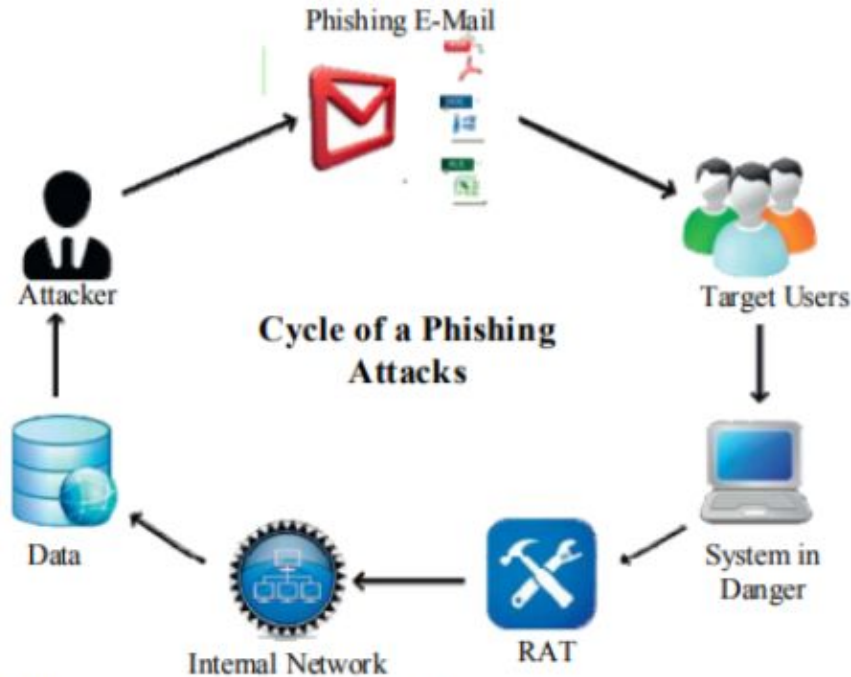 Phishing E-Mail
Attacker
Target Users
Cycle of a Phishing
Attacks
Data
System in
Danger
Internal Network
RAT